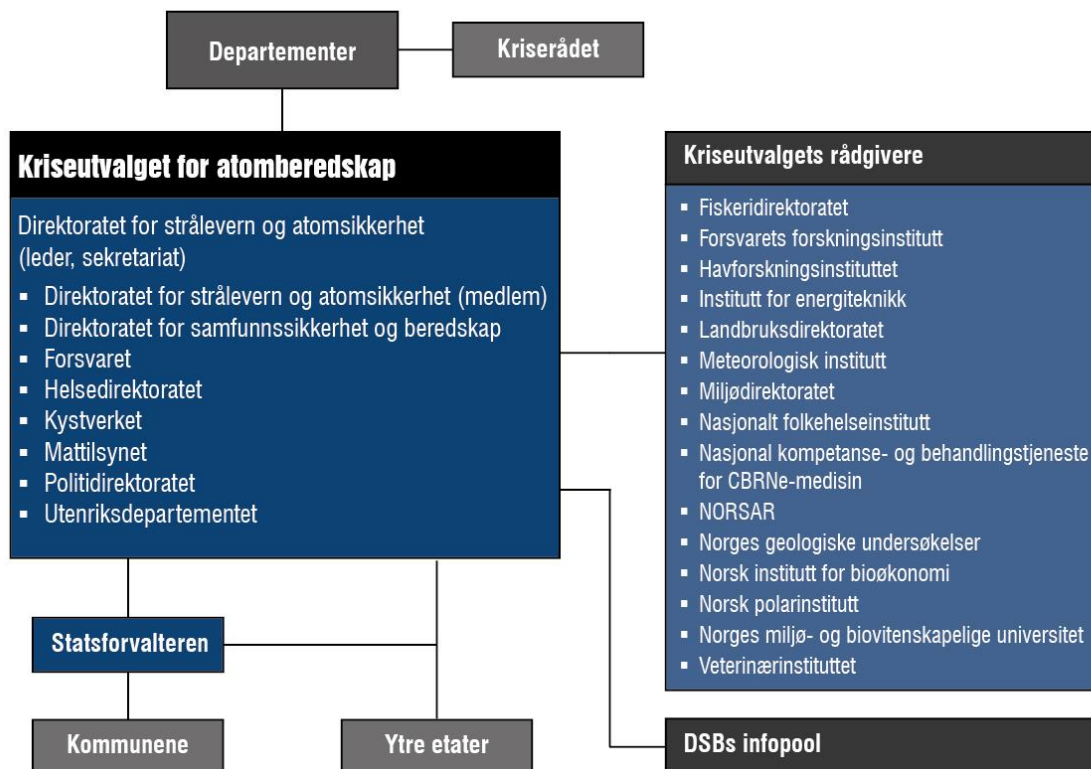 Departementer
Kriserådet
Kriseutvalget for atomberedskap
Direktoratet for strålevern og atomsikkerhet
(leder, sekretariat)
▪ Direktoratet for strålevern og atomsikkerhet (medlem)
▪ Direktoratet for samfunnssikkerhet og beredskap
▪ Forsvaret
▪ Helsedirektoratet
▪ Kystverket
▪ Mattilsynet
▪ Politidirektoratet
▪ Utenriksdepartementet
Kriseutvalgets rådgivere
▪ Fiskeridirektoratet
▪ Forsvarets forskningsinstitutt
▪ Havforskningsinstituttet
▪ Institutt for energiteknikk
▪ Landbruksdirektoratet
▪ Meteorologisk institutt
▪ Miljødirektoratet
▪ Nasjonalt folkehelseinstitutt
▪ Nasjonal kompetanse- og behandlingstjeneste
for CBRNe-medisin
▪ NORSAR
▪ Norges geologiske undersøkelser
▪ Norsk institutt for bioøkonomi
▪ Norsk polarinstitutt
▪ Norges miljø- og biovitenskapelige universitet
▪ Veterinærinstituttet
Statsforvalteren
Kommunene
Ytre etater
DSBs infopool